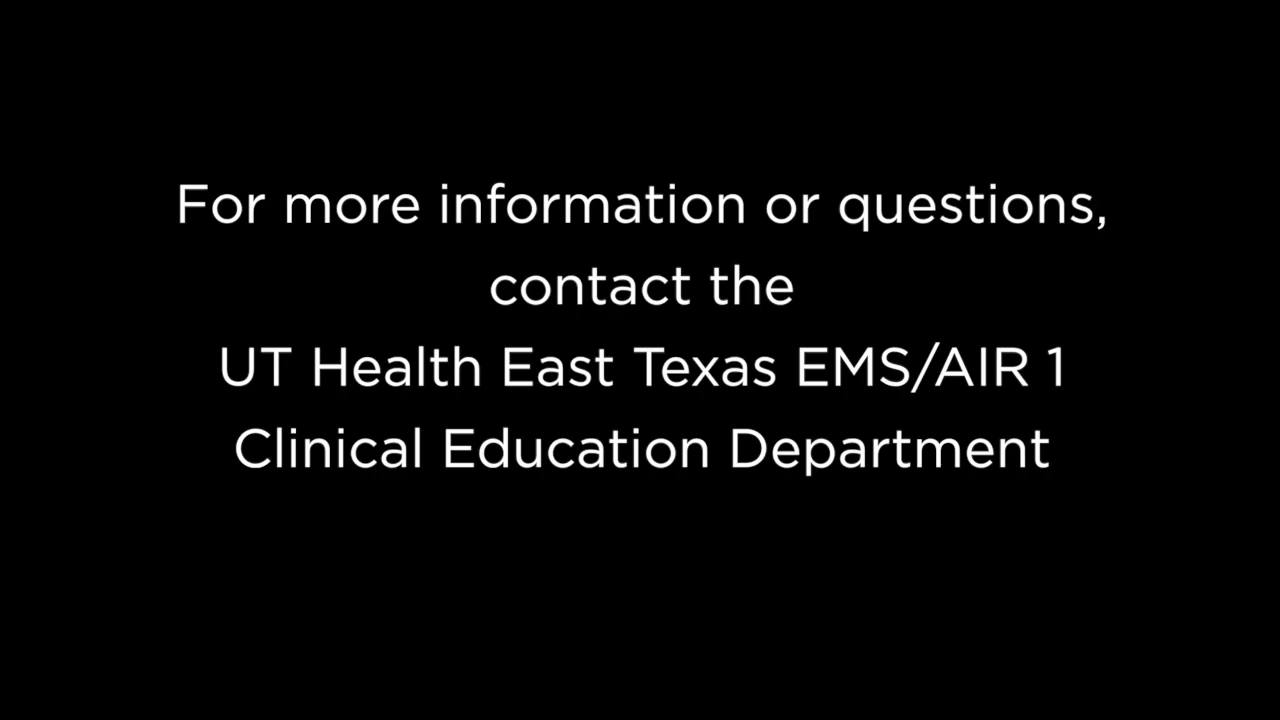 For more information or questions,
contact the
UT Health East Texas EMS/AIR 1
Clinical Education Department